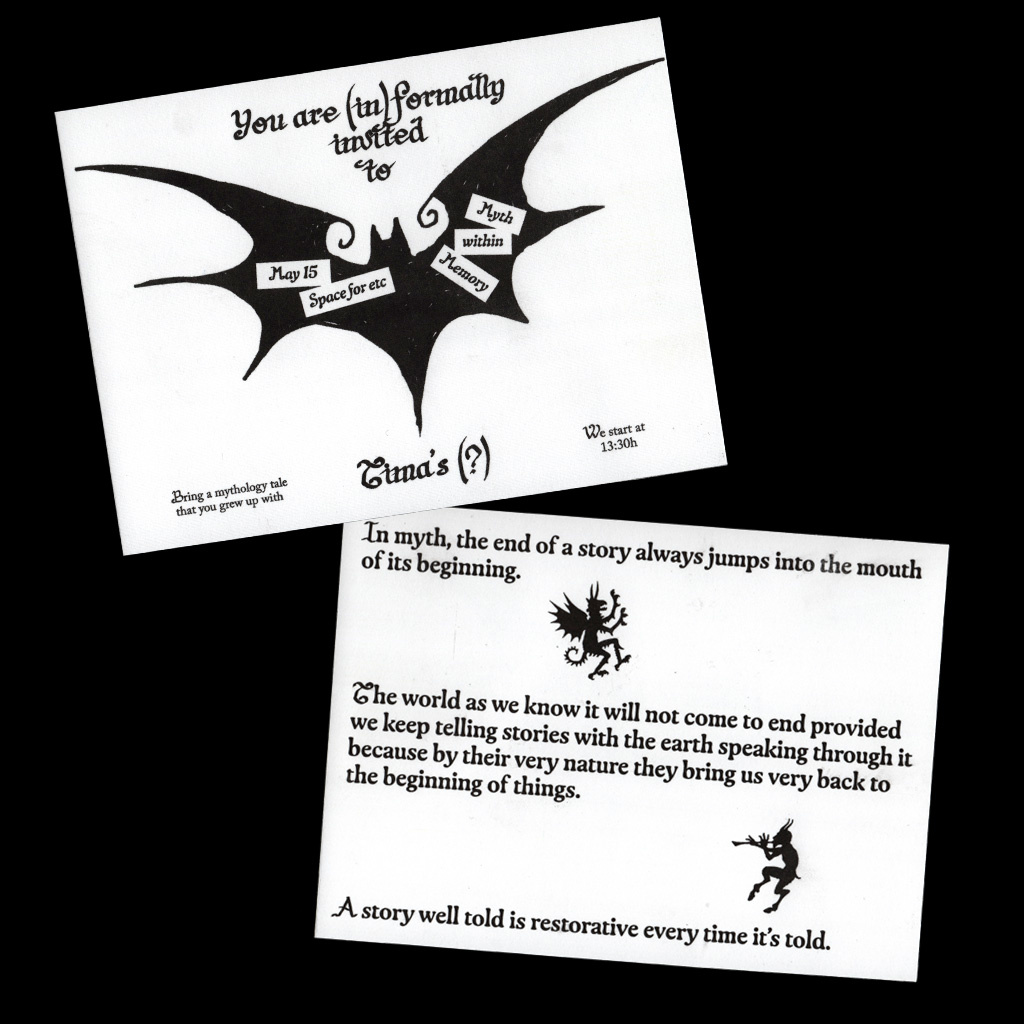 You are (in)formally
invited
to
Myth
within
Memory
May 15
Space for etc
We start at
13:30h
Tima's (?)
Bring a mythology tale
that you grew up with
In myth, the end of a story always jumps into the mouth
of its beginning.
The world as we know it will not come to end provided
we keep telling stories with the earth speaking through it
because by their very nature they bring us very back to
the beginning of things.
A story well told is restorative every time it's told.